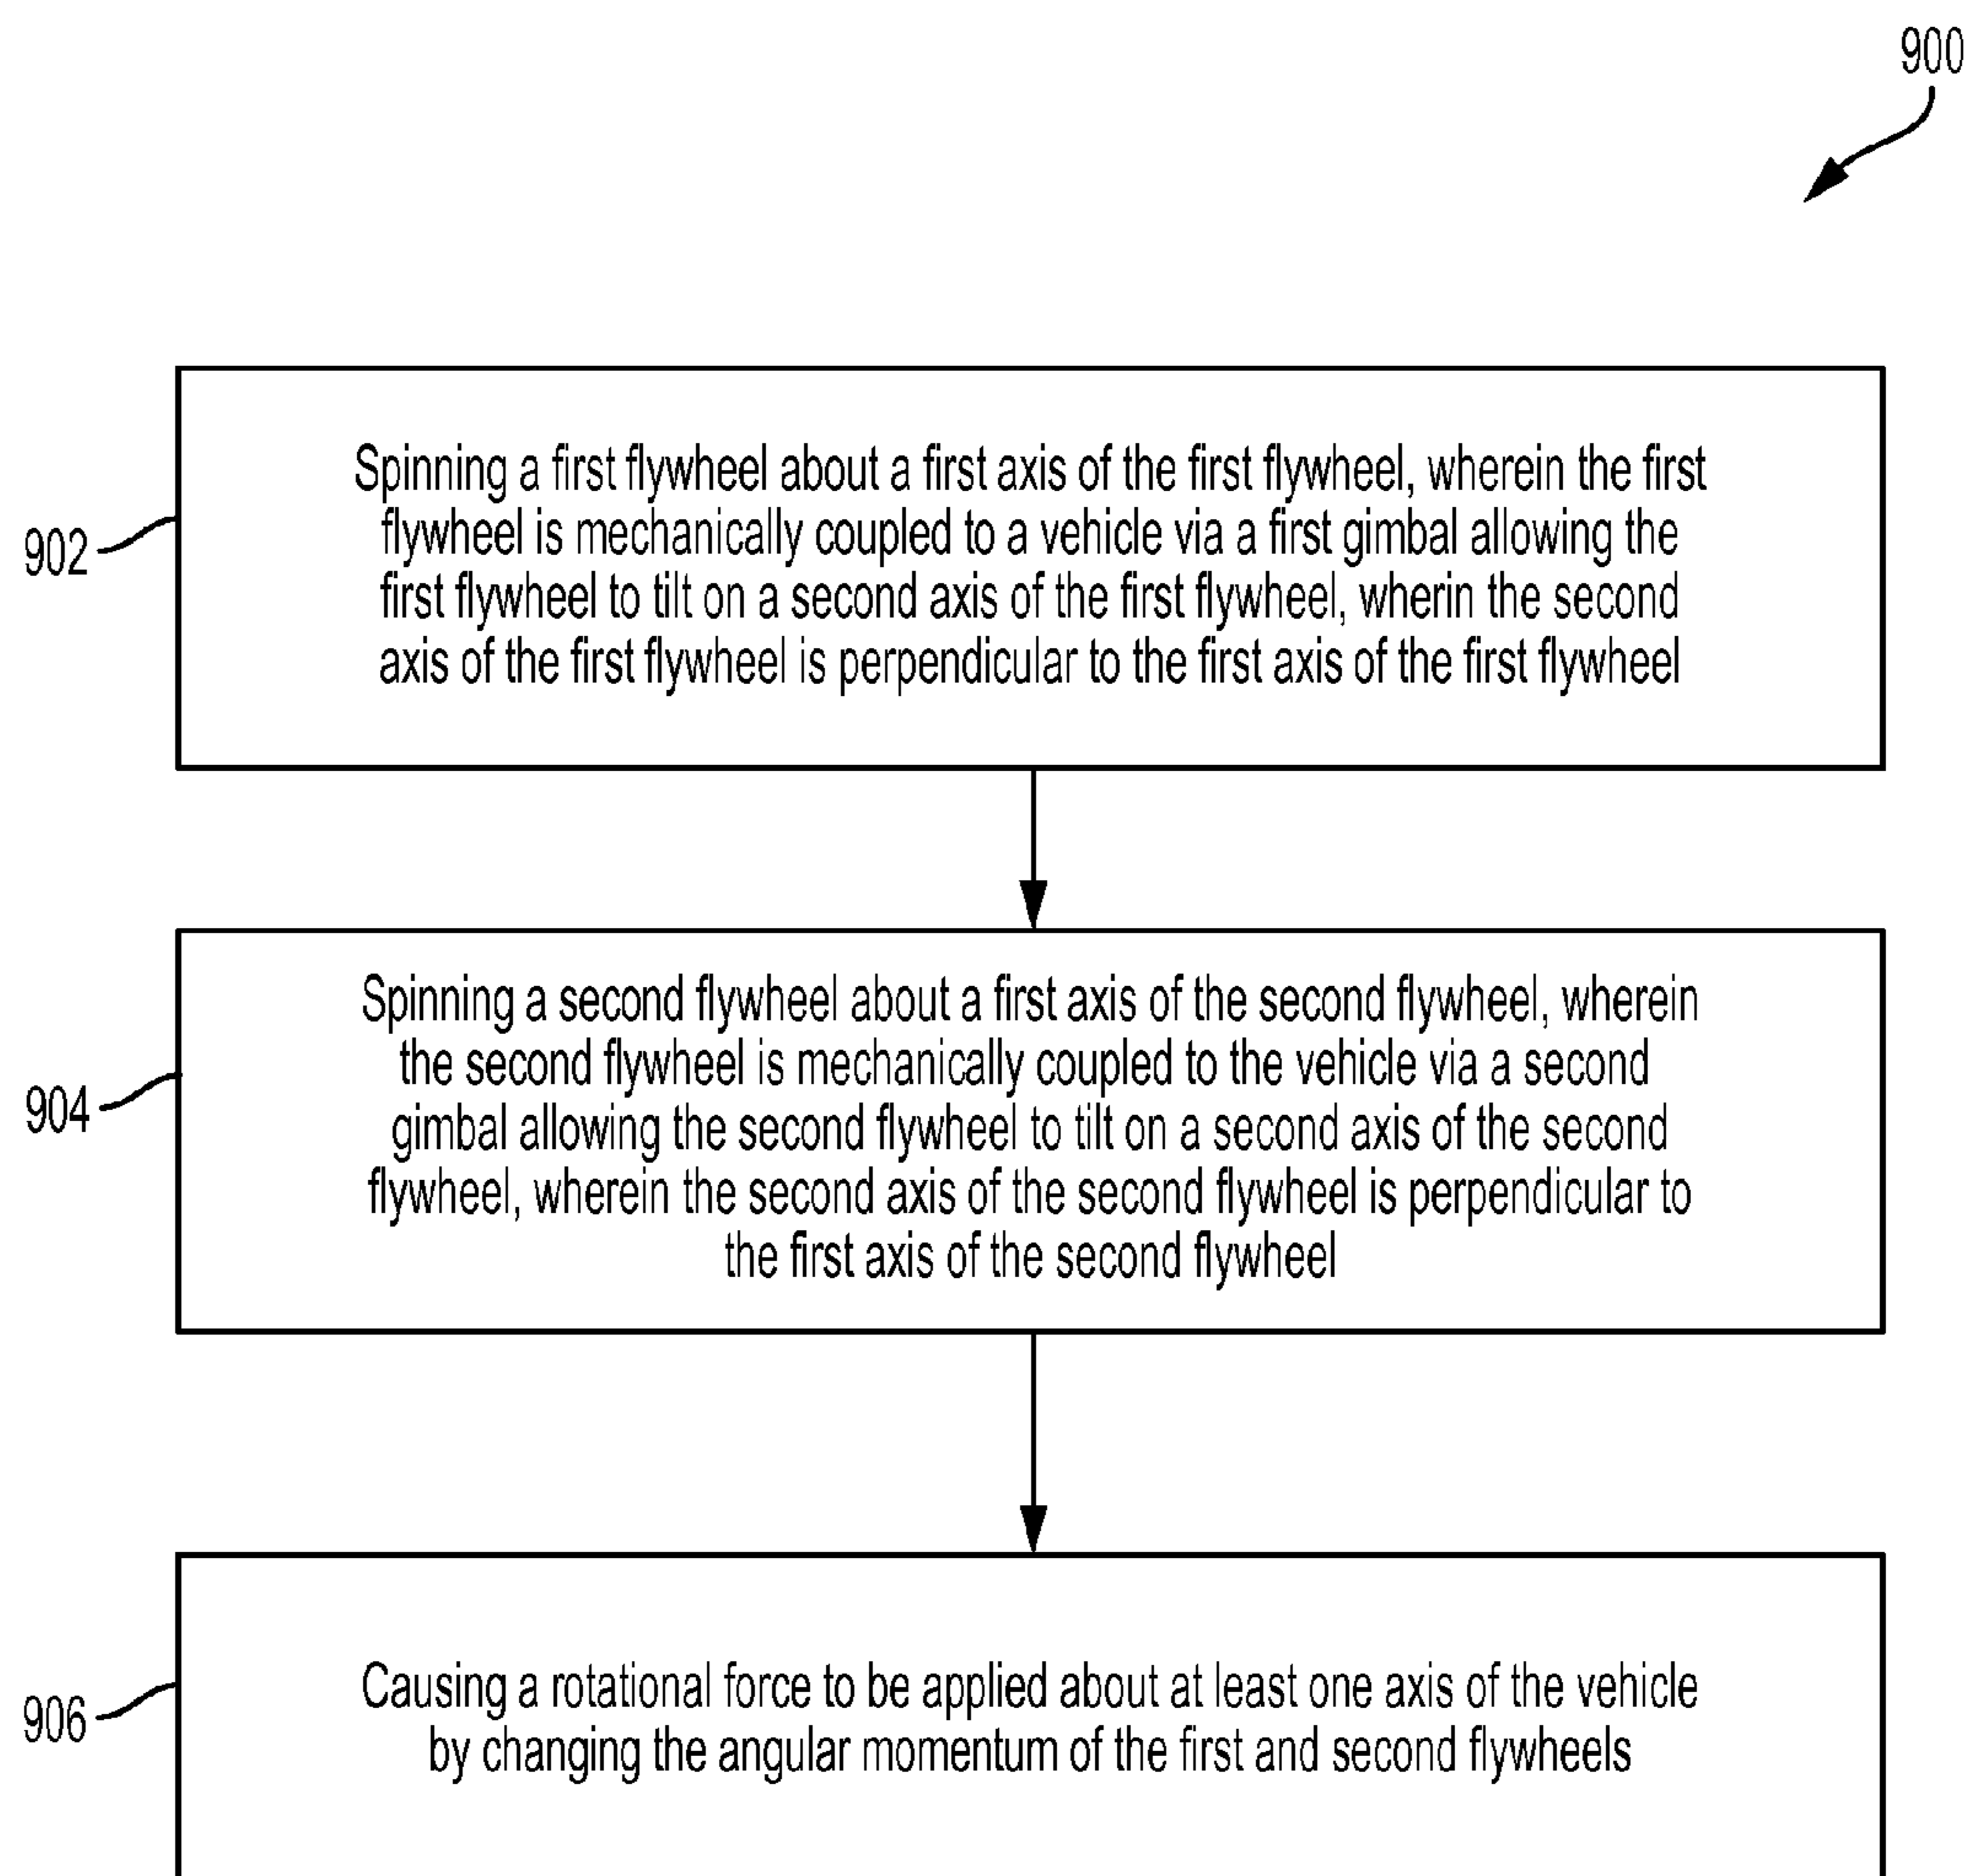 900
Spinning a first flywheel about a first axis of the first flywheel, wherein the first
flywheel is mechanically coupled to a vehicle via a first gimbal allowing the
first flywheel to tilt on a second axis of the first flywheel, wherin the second
axis of the first flywheel is perpendicular to the first axis of the first flywheel
902
Spinning a second flywheel about a first axis of the second flywheel, wherein
the second flywheel is mechanically coupled to the vehicle via a second
gimbal allowing the second flywheel to tilt on a second axis of the second
flywheel, wherein the second axis of the second flywheel is perpendicular to
the first axis of the second flywheel
904
Causing a rotational force to be applied about at least one axis of the vehicle
by changing the angular momentum of the first and second flywheels
906